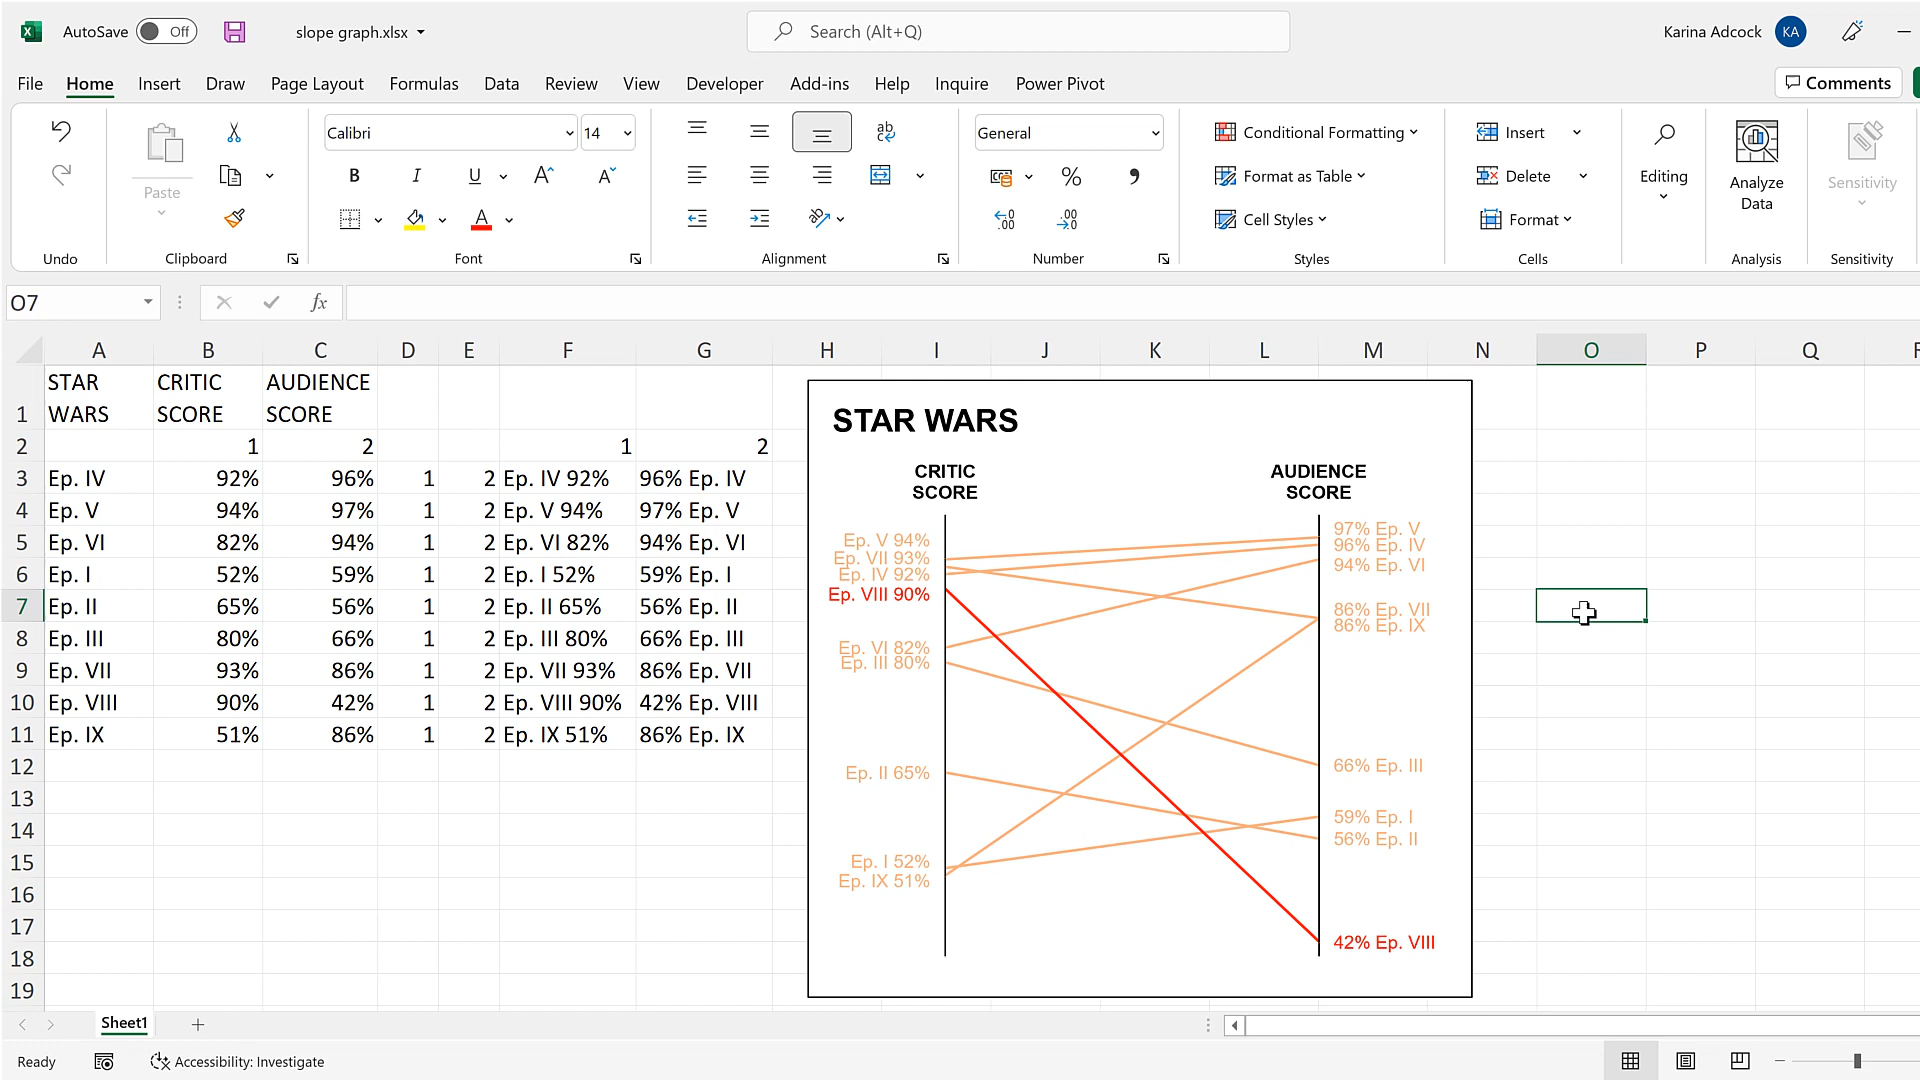 AutoSave Off slope graph.xlsx Search (Alt+Q) Karina Adcock KA
File Home Insert Draw Page Layout Formulas Data Review View Developer Add-ins Help Inquire Power Pivot Comments
Calibri 14 ab General Conditional Formatting Insert
Paste B I U A A % Format as Table Delete Editing Analyze Data Sensitivity
A Cell Styles Format
Undo Clipboard Font Alignment Number Styles Cells Analysis Sensitivity
O7 fx
A B C D E F G H I J K L M N O P Q
1 STAR WARS CRITIC SCORE AUDIENCE SCORE
2 1 2 1 2
3 Ep. IV 92% 96% 1 2 Ep. IV 92% 96% Ep. IV
4 Ep. V 94% 97% 1 2 Ep. V 94% 97% Ep. V
5 Ep. VI 82% 94% 1 2 Ep. VI 82% 94% Ep. VI
6 Ep. I 52% 59% 1 2 Ep. I 52% 59% Ep. I
7 Ep. II 65% 56% 1 2 Ep. II 65% 56% Ep. II
8 Ep. III 80% 66% 1 2 Ep. III 80% 66% Ep. III
9 Ep. VII 93% 86% 1 2 Ep. VII 93% 86% Ep. VII
10 Ep. VIII 90% 42% 1 2 Ep. VIII 90% 42% Ep. VIII
11 Ep. IX 51% 86% 1 2 Ep. IX 51% 86% Ep. IX
12
13
14
15
16
17
18
19
STAR WARS
CRITIC AUDIENCE
SCORE SCORE
Ep. V 94% 97% Ep. V
Ep. VII 93% 96% Ep. IV
Ep. IV 92% 94% Ep. VI
Ep. VIII 90% 86% Ep. VII
86% Ep. IX
Ep. VI 82%
Ep. III 80%
Ep. II 65% 66% Ep. III
59% Ep. I
56% Ep. II
Ep. I 52%
Ep. IX 51%
42% Ep. VIII
Sheet1
Ready Accessibility: Investigate